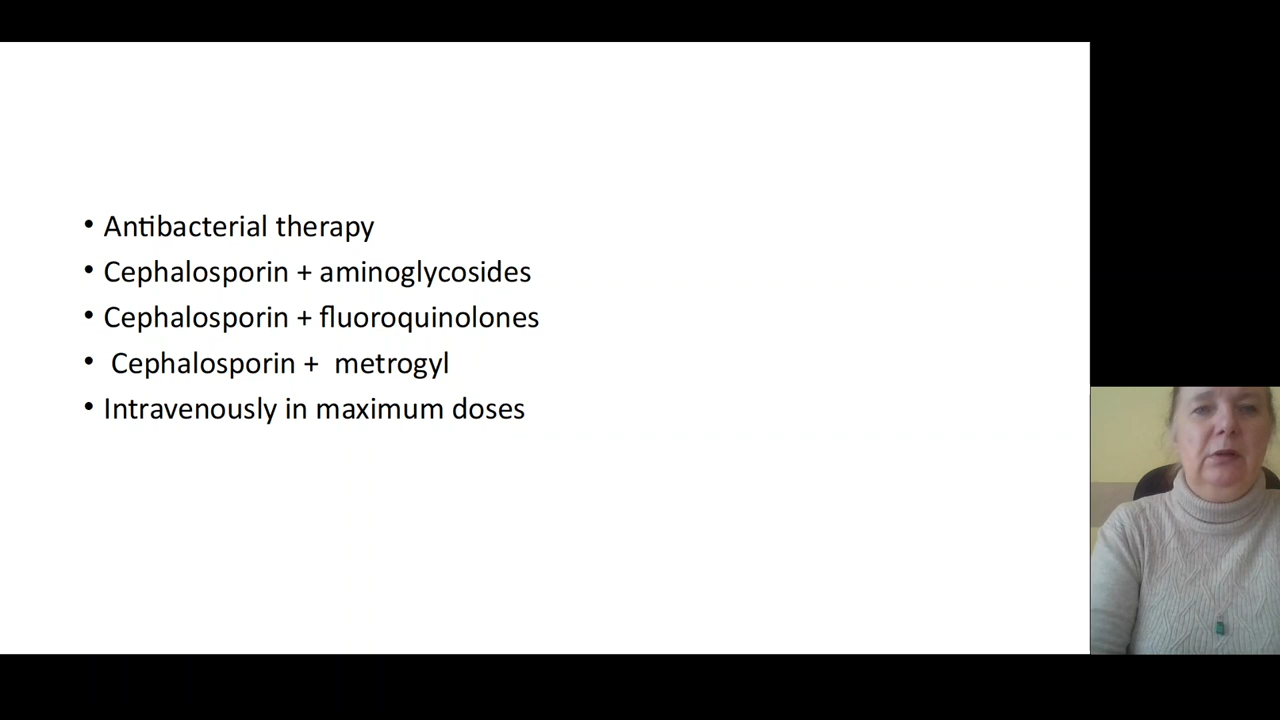 • Antibacterial therapy
• Cephalosporin + aminoglycosides
• Cephalosporin + fluoroquinolones
• Cephalosporin + metrogyl
• Intravenously in maximum doses